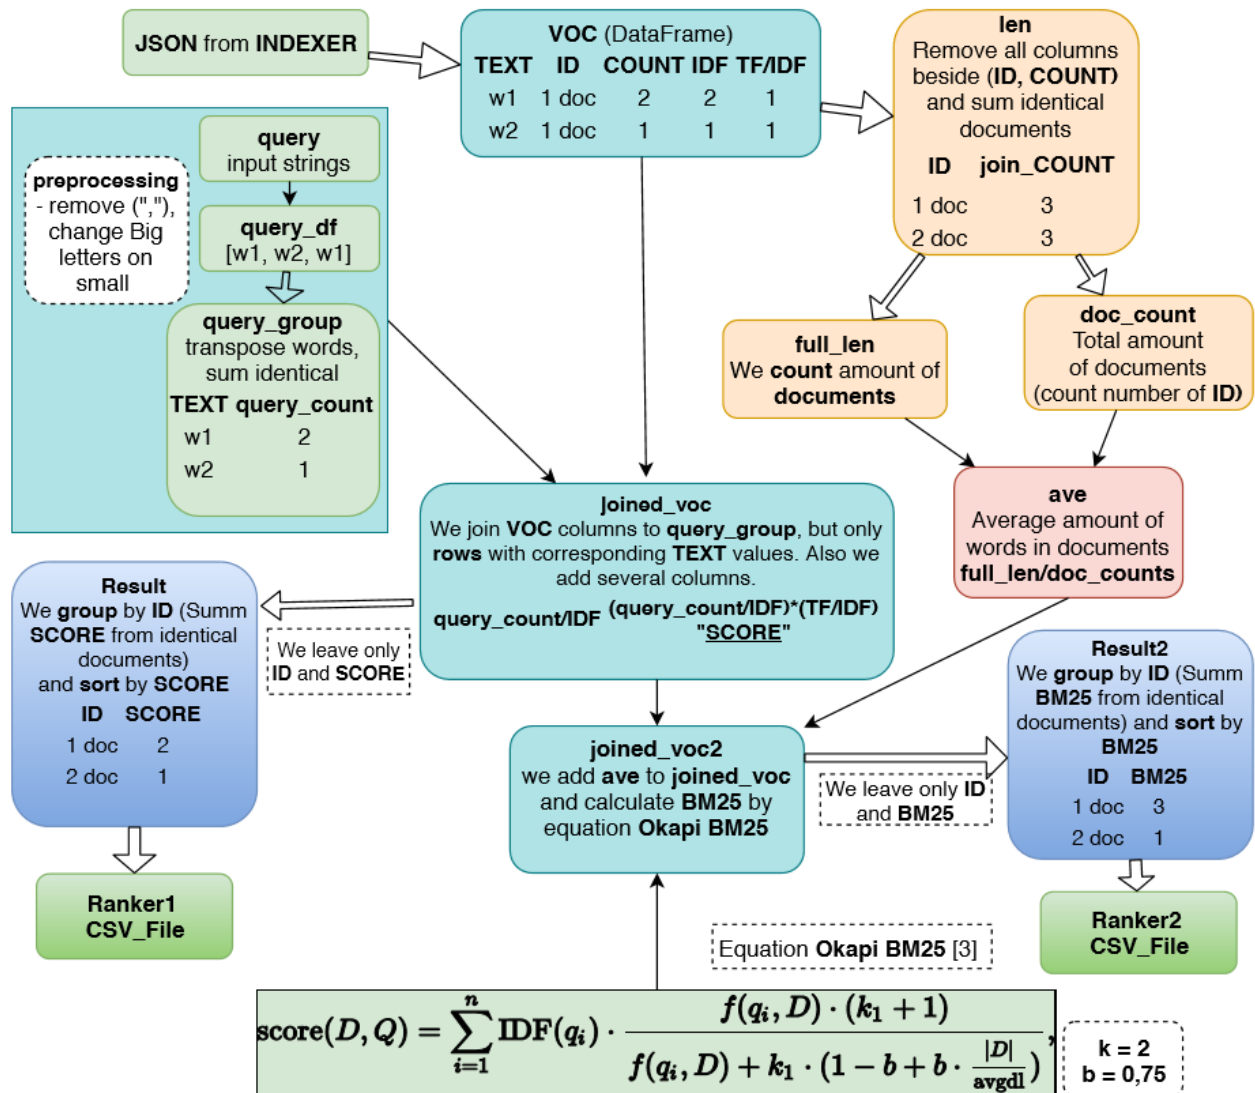 JSON from INDEXER
VOC (DataFrame)
TEXT ID COUNT IDF TF/IDF
w1 1 doc 2 2 1
w2 1 doc 1 1 1
len
Remove all columns
beside (ID, COUNT)
and sum identical
documents
ID join_COUNT
1 doc 3
2 doc 3
query
input strings
preprocessing
- remove (","),
change Big
letters on
small
query_df
[w1, w2, w1]
query_group
transpose words,
sum identical
TEXT query_count
w1 2
w2 1
full_len
We count amount of
documents
doc_count
Total amount
of documents
(count number of ID)
ave
Average amount of
words in documents
full_len/doc_counts
joined_voc
We join VOC columns to query_group, but only
rows with corresponding TEXT values. Also we
add several columns.
query_count/IDF (query_count/IDF)*(TF/IDF)
"SCORE"
Result
We group by ID (Summ
SCORE from identical
documents)
and sort by SCORE
ID SCORE
1 doc 2
2 doc 1
We leave only
ID and SCORE
Result2
We group by ID (Summ
BM25 from identical
documents) and sort by
BM25
ID BM25
1 doc 3
2 doc 1
joined_voc2
we add ave to joined_voc
and calculate BM25 by
equation Okapi BM25
We leave only ID
and BM25
Ranker1
CSV_File
Ranker2
CSV_File
Equation Okapi BM25 [3]
score(D, Q) = ∑_{i=1}^{n} IDF(q_i) · \frac{f(q_i, D) · (k_1 + 1)}{f(q_i, D) + k_1 · (1 − b + b · \frac{|D|}{avgdl})},
k = 2
b = 0,75